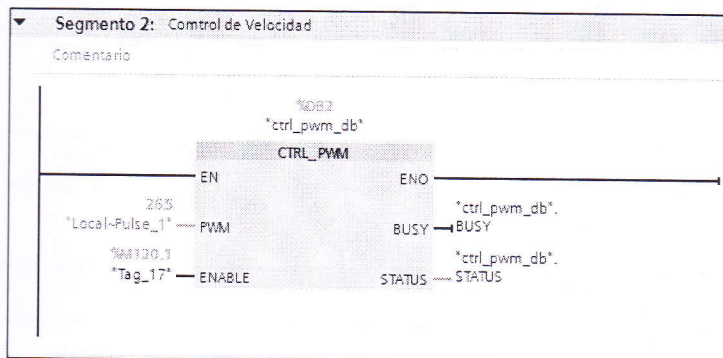 Segmento 2: Comtrol de Velocidad
Comentario
%DB2
"ctrl_pwm_db"
CTRL_PWM
EN ENO
265
"Local~Pulse_1" PWM
BUSY "ctrl_pwm_db".
BUSY
%M120.1
"Tag_17" ENABLE
STATUS "ctrl_pwm_db".
STATUS